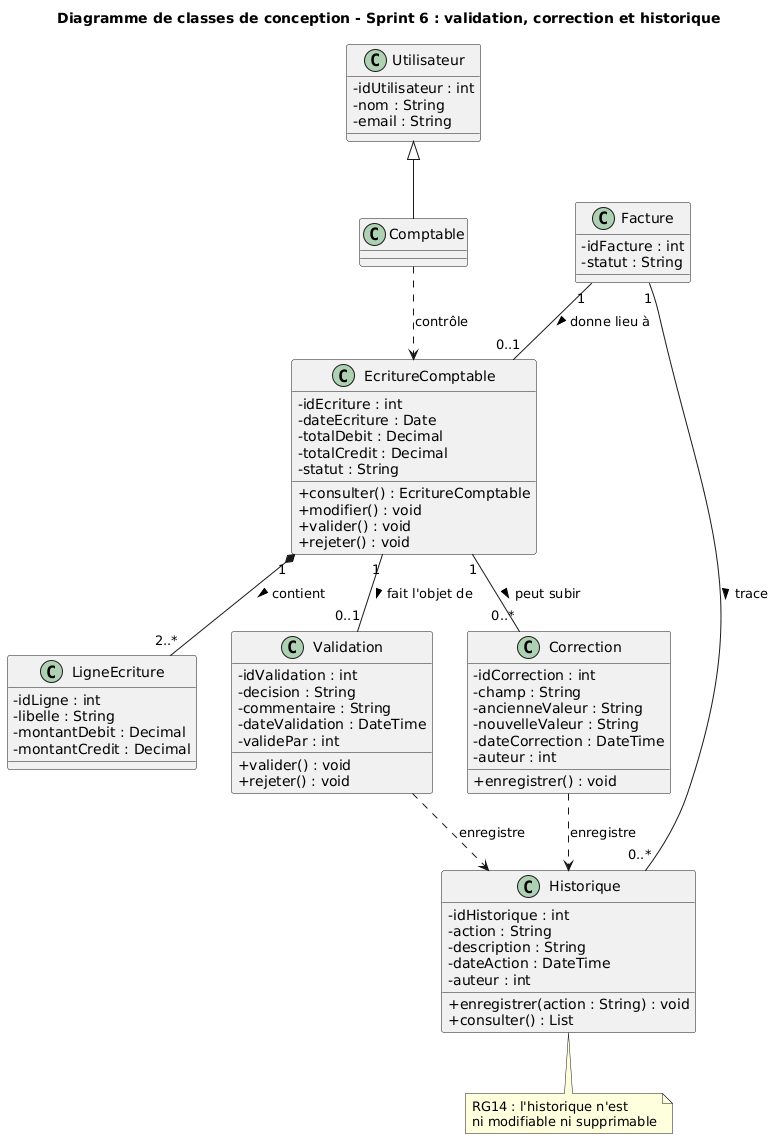 Diagramme de classes de conception - Sprint 6 : validation, correction et historique
C Utilisateur
-idUtilisateur : int
-nom : String
-email : String
C Comptable
C Facture
-idFacture : int
-statut : String
contrôle
1
donne lieu à
0..1
1
trace
0..*
C EcritureComptable
-idEcriture : int
-dateEcriture : Date
-totalDebit : Decimal
-totalCredit : Decimal
-statut : String
+consulter() : EcritureComptable
+modifier() : void
+valider() : void
+rejeter() : void
1
contient
2..*
1
fait l'objet de
0..1
1
peut subir
0..*
C LigneEcriture
-idLigne : int
-libelle : String
-montantDebit : Decimal
-montantCredit : Decimal
C Validation
-idValidation : int
-decision : String
-commentaire : String
-dateValidation : DateTime
-validePar : int
+valider() : void
+rejeter() : void
C Correction
-idCorrection : int
-champ : String
-ancienneValeur : String
-nouvelleValeur : String
-dateCorrection : DateTime
-auteur : int
+enregistrer() : void
enregistre
enregistre
C Historique
-idHistorique : int
-action : String
-description : String
-dateAction : DateTime
-auteur : int
+enregistrer(action : String) : void
+consulter() : List
RG14 : l'historique n'est
ni modifiable ni supprimable